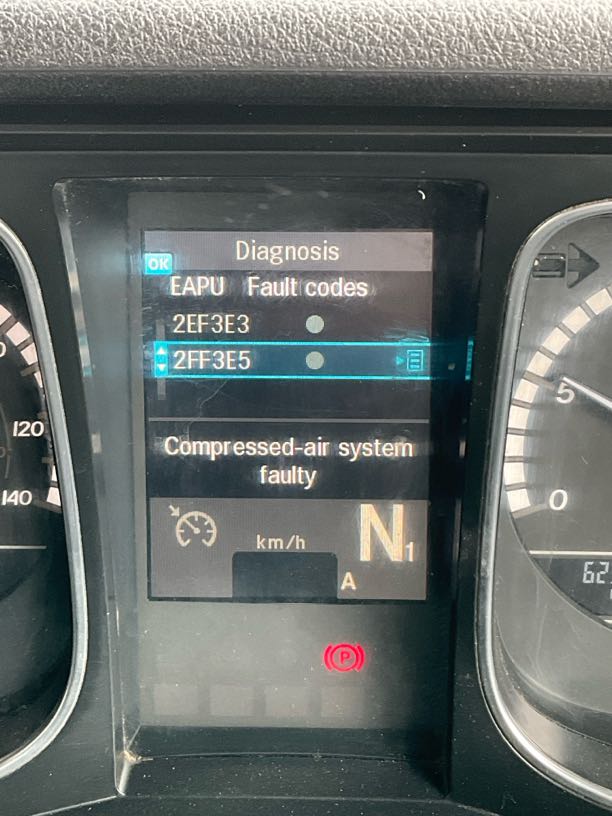 Diagnosis
OK
EAPU Fault codes
2EF3E3
2FF3E5
Compressed-air system
faulty
120
140
5
0
km/h
N1
A
P